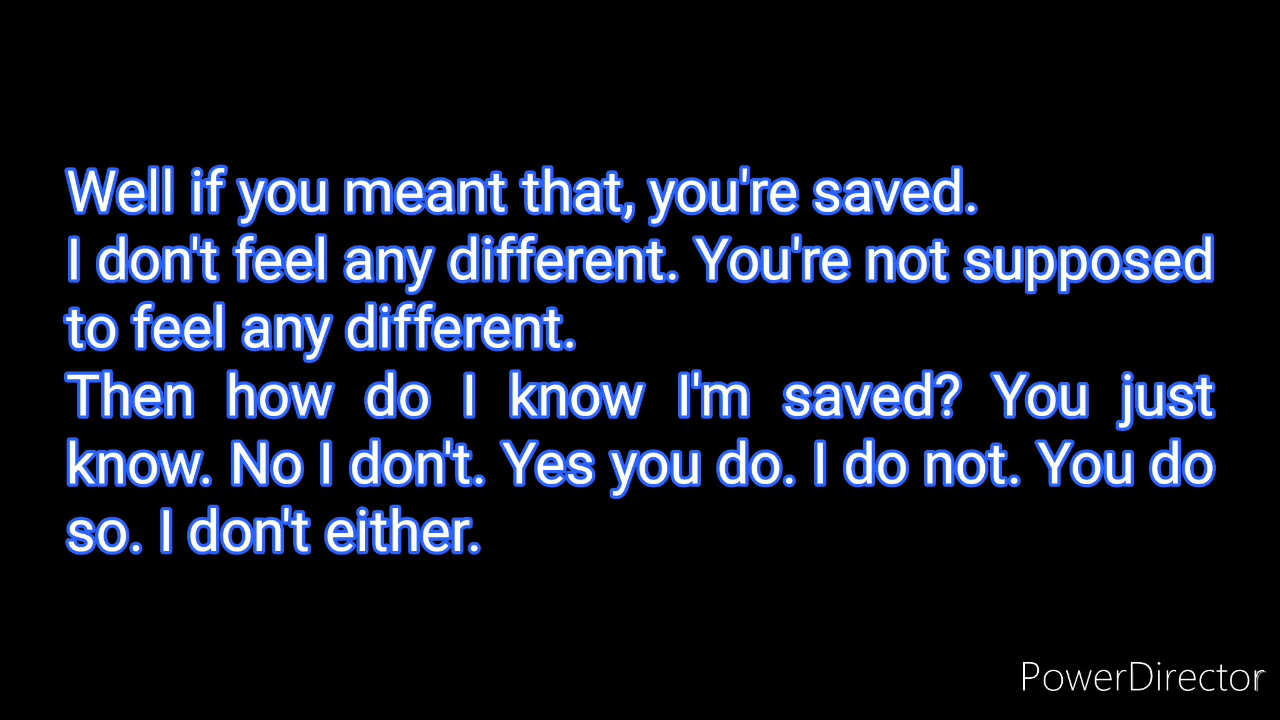 Well if you meant that, you're saved.
I don't feel any different. You're not supposed
to feel any different.
Then how do I know I'm saved? You just
know. No I don't. Yes you do. I do not. You do
so. I don't either.
PowerDirector